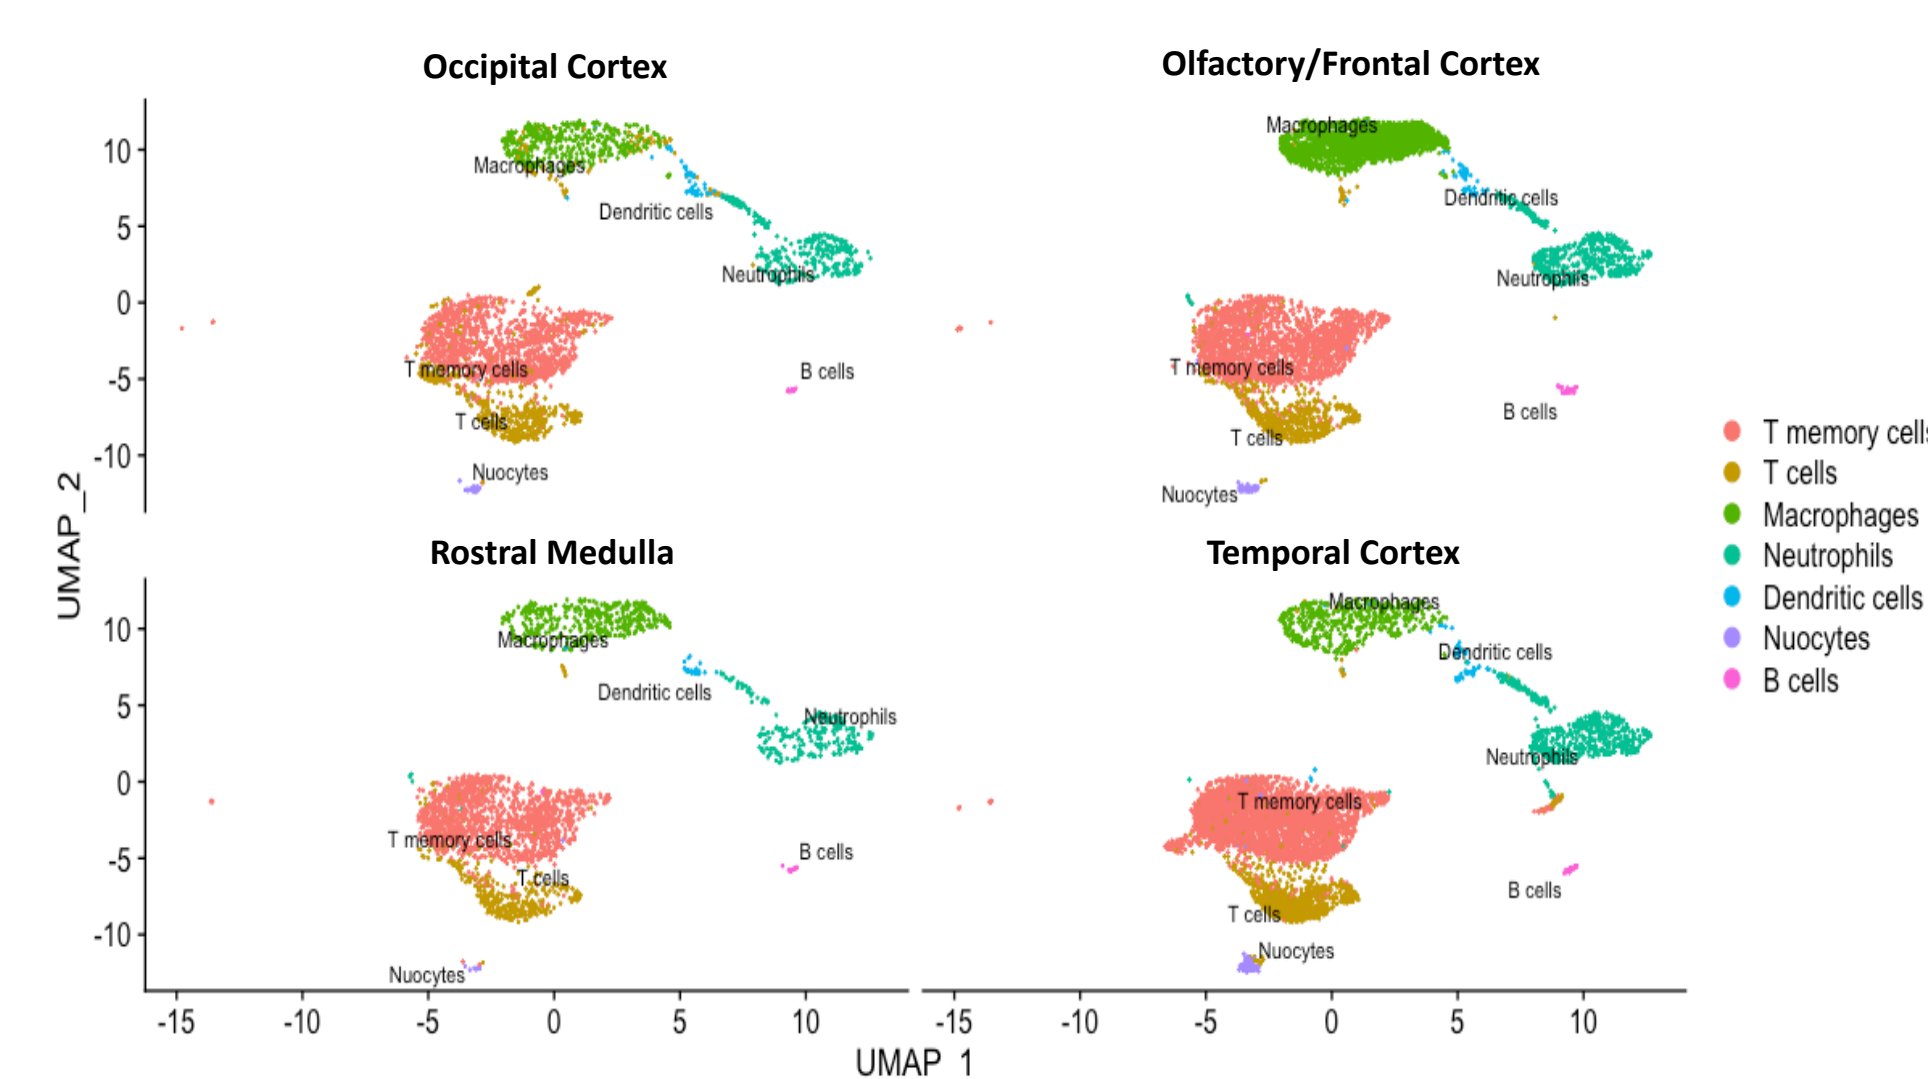 Occipital Cortex
Olfactory/Frontal Cortex
10
5
0
-5
-10
Macrophages
Dendritic cells
Neutrophils
T memory cells
B cells
T cells
Nuocytes
Macrophages
Dendritic cells
Neutrophils
T memory cells
B cells
T cells
Nuocytes
UMAP_2
Rostral Medulla
Temporal Cortex
10
5
0
-5
-10
Macrophages
Dendritic cells
Neutrophils
T memory cells
B cells
T cells
Nuocytes
Macrophages
Dendritic cells
Neutrophils
T memory cells
B cells
T cells
Nuocytes
-15 -10 -5 0 5 10
-15 -10 -5 0 5 10
UMAP_1
T memory cells
T cells
Macrophages
Neutrophils
Dendritic cells
Nuocytes
B cells